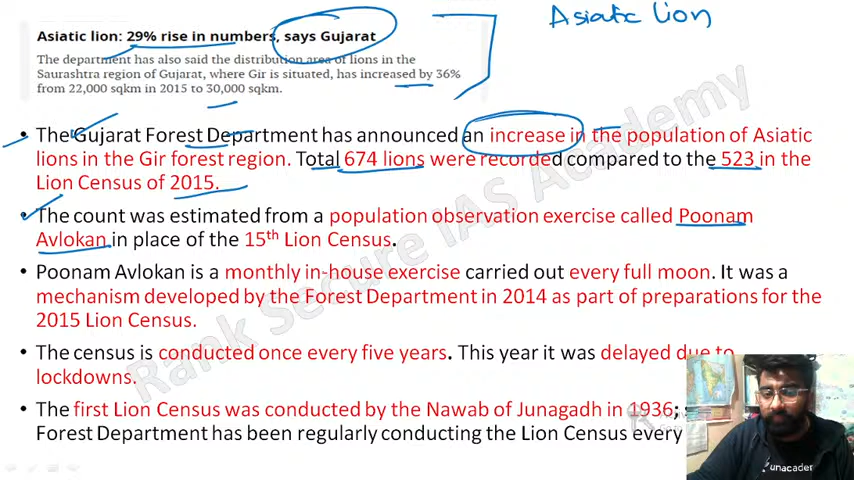 Asiatic lion
Asiatic lion: 29% rise in numbers, says Gujarat
The department has also said the distribution area of lions in the
Saurashtra region of Gujarat, where Gir is situated, has increased by 36%
from 22,000 sqkm in 2015 to 30,000 sqkm.
• The Gujarat Forest Department has announced an increase in the population of Asiatic
lions in the Gir forest region. Total 674 lions were recorded compared to the 523 in the
Lion Census of 2015.
• The count was estimated from a population observation exercise called Poonam
Avlokan in place of the 15th Lion Census.
• Poonam Avlokan is a monthly in-house exercise carried out every full moon. It was a
mechanism developed by the Forest Department in 2014 as part of preparations for the
2015 Lion Census.
• The census is conducted once every five years. This year it was delayed due to
lockdowns.
• The first Lion Census was conducted by the Nawab of Junagadh in 1936;
Forest Department has been regularly conducting the Lion Census every
Rank Secure IAS Academy
unacade